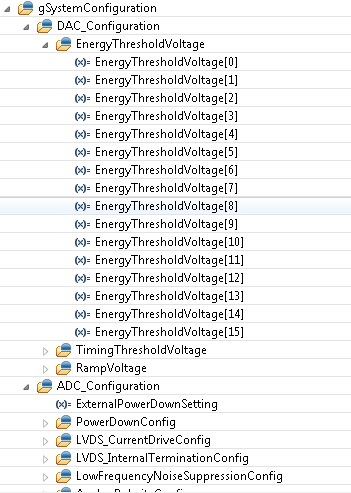 gSystemConfiguration
DAC_Configuration
EnergyThresholdVoltage
(x)= EnergyThresholdVoltage[0]
(x)= EnergyThresholdVoltage[1]
(x)= EnergyThresholdVoltage[2]
(x)= EnergyThresholdVoltage[3]
(x)= EnergyThresholdVoltage[4]
(x)= EnergyThresholdVoltage[5]
(x)= EnergyThresholdVoltage[6]
(x)= EnergyThresholdVoltage[7]
(x)= EnergyThresholdVoltage[8]
(x)= EnergyThresholdVoltage[9]
(x)= EnergyThresholdVoltage[10]
(x)= EnergyThresholdVoltage[11]
(x)= EnergyThresholdVoltage[12]
(x)= EnergyThresholdVoltage[13]
(x)= EnergyThresholdVoltage[14]
(x)= EnergyThresholdVoltage[15]
TimingThresholdVoltage
RampVoltage
ADC_Configuration
(x)= ExternalPowerDownSetting
PowerDownConfig
LVDS_CurrentDriveConfig
LVDS_InternalTerminationConfig
LowFrequencyNoiseSuppressionConfig